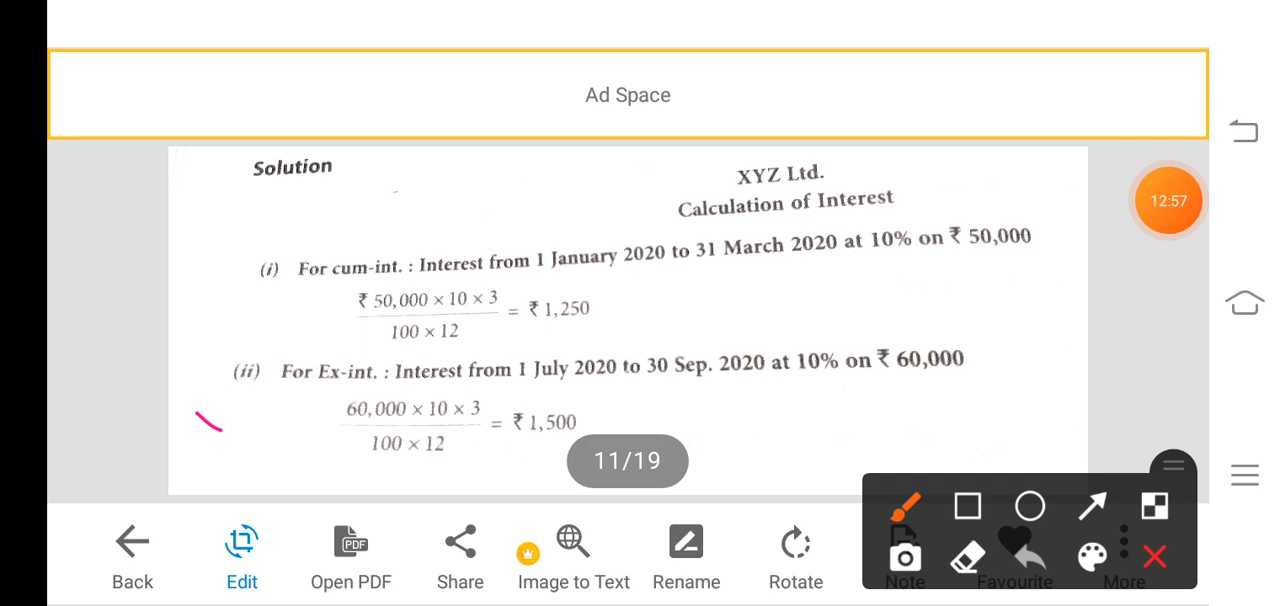 Ad Space
Solution
XYZ Ltd.
12:57
Calculation of Interest
(i) For cum-int. : Interest from 1 January 2020 to 31 March 2020 at 10% on ₹ 50,000
₹ 50,000 × 10 × 3
= ₹ 1,250
100 × 12
(ii) For Ex-int. : Interest from 1 July 2020 to 30 Sep. 2020 at 10% on ₹ 60,000
60,000 × 10 × 3
= ₹ 1,500
100 × 12
11/19
PDF
Back Edit Open PDF Share Image to Text Rename Rotate Note Favourite More